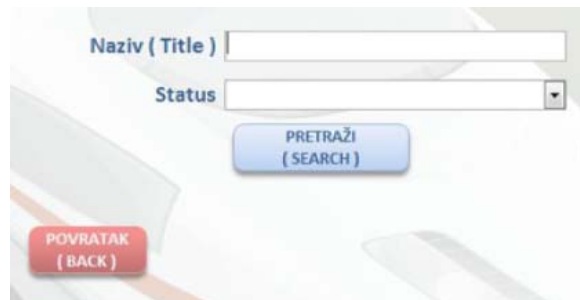 Naziv ( Title )
Status
PRETRAŽI
( SEARCH )
POVRATAK
( BACK )